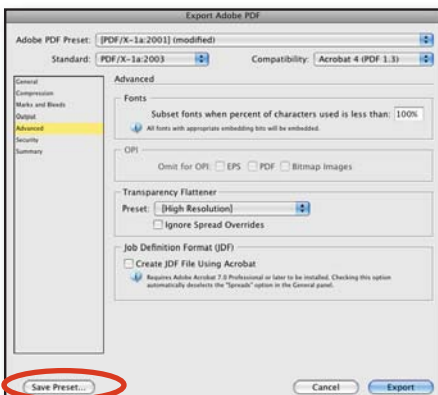 Export Adobe PDF
Adobe PDF Preset: [PDF/X-1a:2001] (modified)
Standard: PDF/X-1a:2003 Compatibility: Acrobat 4 (PDF 1.3)
General
Compression
Marks and Bleeds
Output
Advanced
Security
Summary
Advanced
Fonts
Subset fonts when percent of characters used is less than: 100%
All fonts with appropriate embedding bits will be embedded.
OPI
Omit for OPI: EPS PDF Bitmap Images
Transparency Flattener
Preset: [High Resolution]
Ignore Spread Overrides
Job Definition Format (JDF)
Create JDF File Using Acrobat
Requires Adobe Acrobat 7.0 Professional or later to be installed. Checking this option
automatically deselects the "Spreads" option in the General panel.
Save Preset... Cancel Export